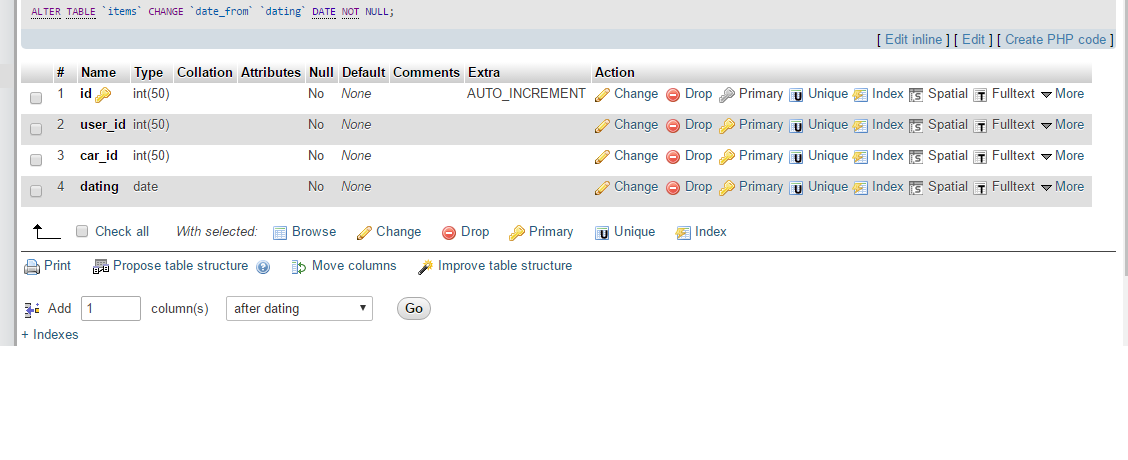 ALTER TABLE `items` CHANGE `date_from` `dating` DATE NOT NULL;
[ Edit inline ] [ Edit ] [ Create PHP code ]
# Name Type Collation Attributes Null Default Comments Extra Action
1 id int(50) No None AUTO_INCREMENT Change Drop Primary Unique Index Spatial Fulltext More
2 user_id int(50) No None Change Drop Primary Unique Index Spatial Fulltext More
3 car_id int(50) No None Change Drop Primary Unique Index Spatial Fulltext More
4 dating date No None Change Drop Primary Unique Index Spatial Fulltext More
Check all With selected: Browse Change Drop Primary Unique Index
Print Propose table structure Move columns Improve table structure
Add 1 column(s) after dating Go
+ Indexes